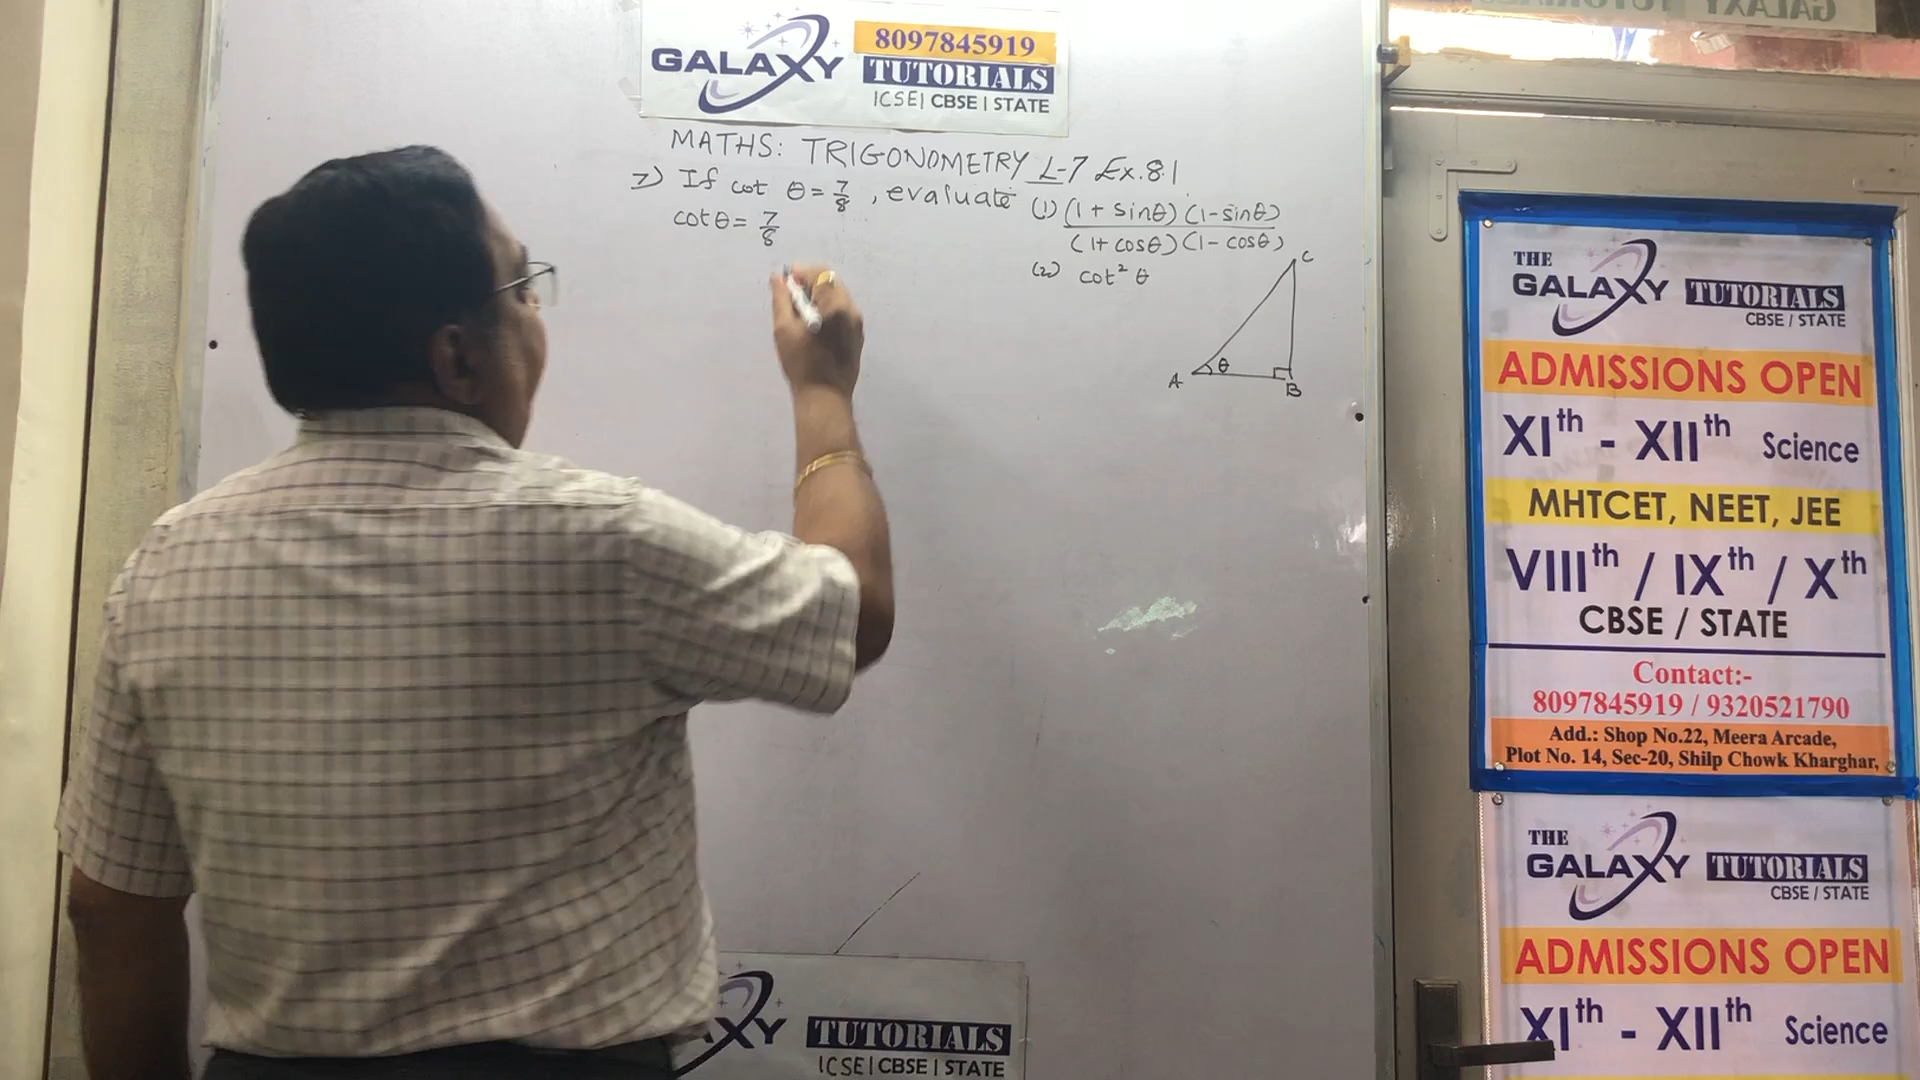 GALAXY
8097845919
TUTORIALS
ICSE | CBSE | STATE
MATHS: TRIGONOMETRY L-7 Ex.8.1
7) If cot θ = 7/8 , evaluate (1) (1 + sinθ) (1 - sinθ)
(1 + cosθ) (1 - cosθ)
cot θ = 7/8
(2) cot² θ
C
A θ B
TUTORIALS
ICSE | CBSE | STATE
GALAXY TUTORIALS
THE
GALAXY TUTORIALS
CBSE / STATE
ADMISSIONS OPEN
XIth - XIIth Science
MHTCET, NEET, JEE
VIIIth / IXth / Xth
CBSE / STATE
Contact:-
8097845919 / 9320521790
Add.: Shop No.22, Meera Arcade,
Plot No. 14, Sec-20, Shilp Chowk Kharghar,
THE
GALAXY TUTORIALS
CBSE / STATE
ADMISSIONS OPEN
XIth - XIIth Science